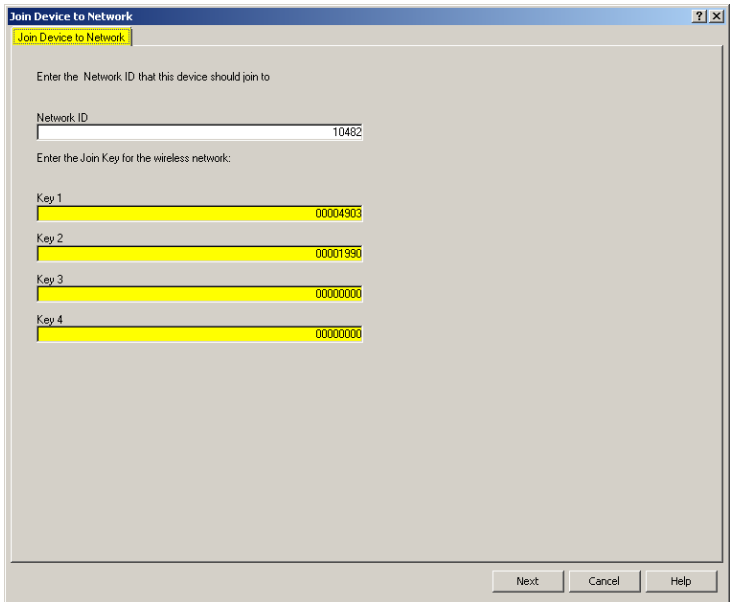 Join Device to Network
Join Device to Network
Enter the Network ID that this device should join to
Network ID
10482
Enter the Join Key for the wireless network:
Key 1
00004903
Key 2
00001990
Key 3
00000000
Key 4
00000000
Next Cancel Help